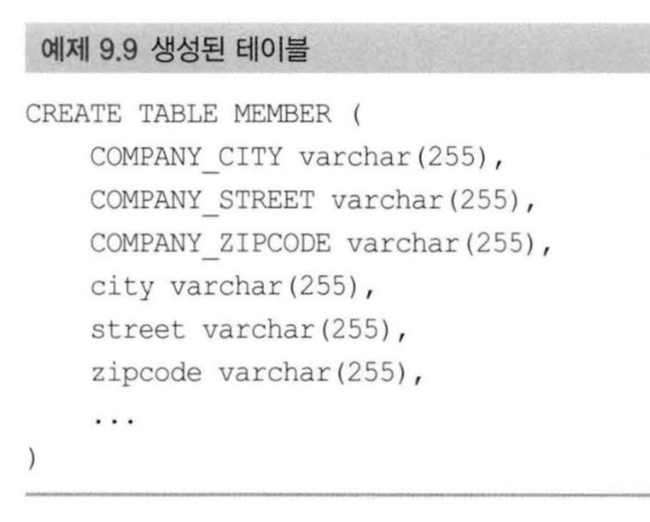 예제 9.9 생성된 테이블
CREATE TABLE MEMBER (
COMPANY_CITY varchar(255),
COMPANY_STREET varchar(255),
COMPANY_ZIPCODE varchar(255),
city varchar(255),
street varchar(255),
zipcode varchar(255),
...
)